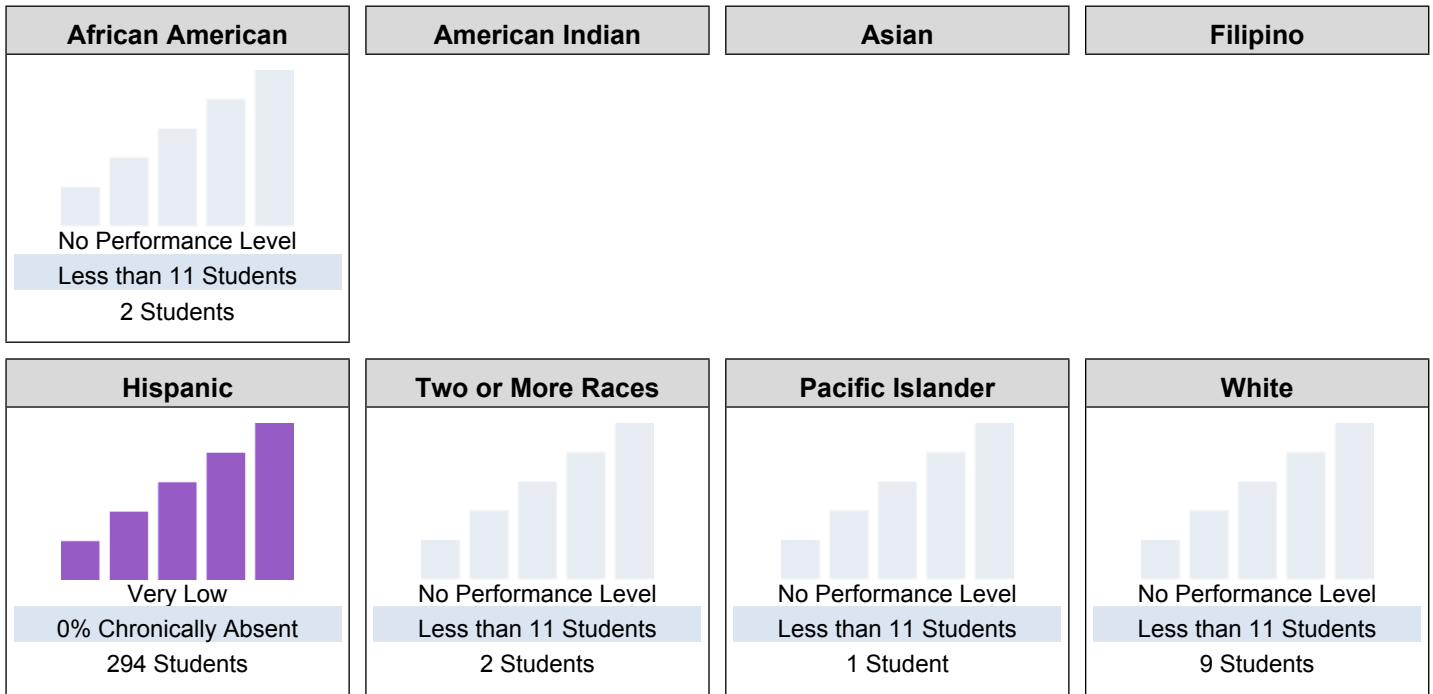 African American
American Indian
Asian
Filipino
No Performance Level
Less than 11 Students
2 Students
Hispanic
Two or More Races
Pacific Islander
White
Very Low
0% Chronically Absent
294 Students
No Performance Level
Less than 11 Students
2 Students
No Performance Level
Less than 11 Students
1 Student
No Performance Level
Less than 11 Students
9 Students